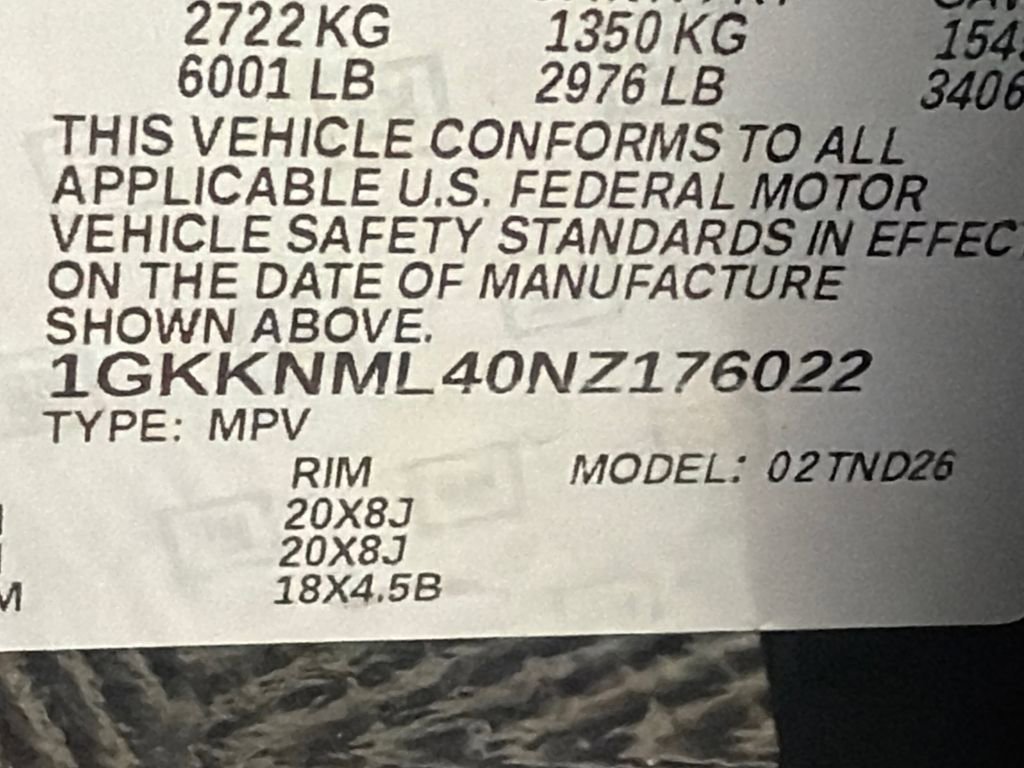 2722 KG 1350 KG
6001 LB 2976 LB 3406
THIS VEHICLE CONFORMS TO ALL
APPLICABLE U.S. FEDERAL MOTOR
VEHICLE SAFETY STANDARDS IN EFFECT
ON THE DATE OF MANUFACTURE
SHOWN ABOVE.
1GKKNML40NZ176022
TYPE: MPV
RIM MODEL: 02TND26
20X8J
20X8J
18X4.5B